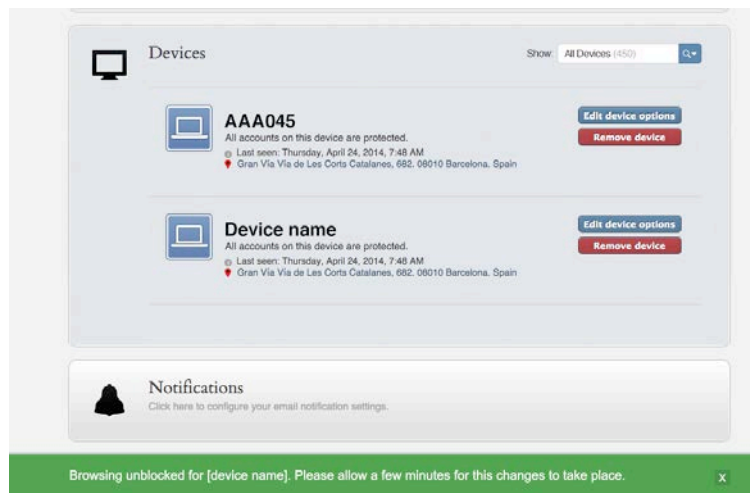 Devices
Show: All Devices (450)
AAA045
Edit device options
All accounts on this device are protected.
Remove device
Last seen: Thursday, April 24, 2014, 7:48 AM
Gran Vía Vía de Les Corts Catalanes, 682. 08010 Barcelona. Spain
Device name
Edit device options
All accounts on this device are protected.
Remove device
Last seen: Thursday, April 24, 2014, 7:48 AM
Gran Vía Vía de Les Corts Catalanes, 682. 08010 Barcelona. Spain
Notifications
Click here to configure your email notification settings.
Browsing unblocked for [device name]. Please allow a few minutes for this changes to take place.
X